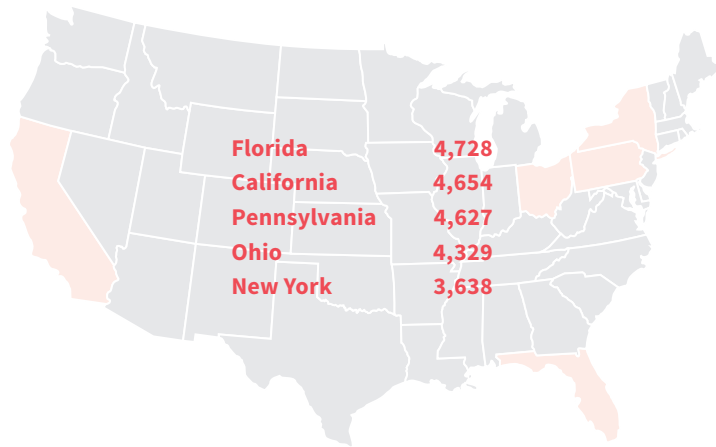 Florida 4,728
California 4,654
Pennsylvania 4,627
Ohio 4,329
New York 3,638